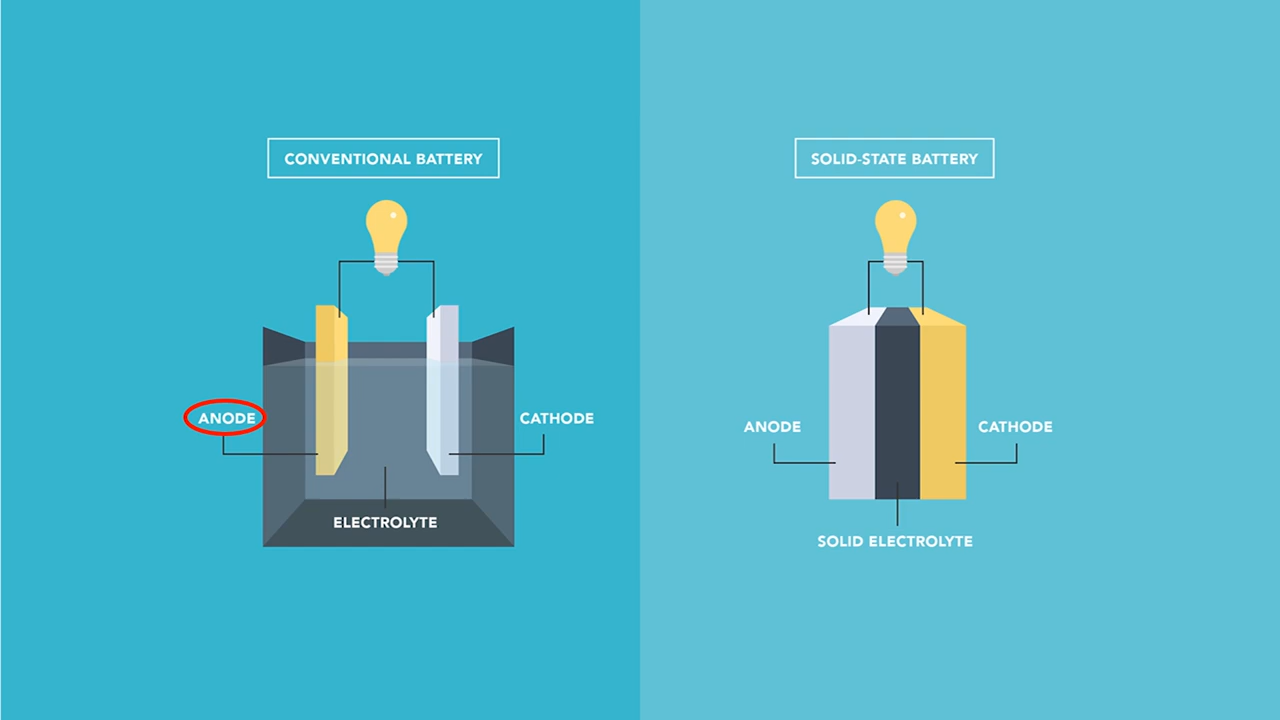 CONVENTIONAL BATTERY
ANODE
CATHODE
ELECTROLYTE
SOLID-STATE BATTERY
ANODE
CATHODE
SOLID ELECTROLYTE